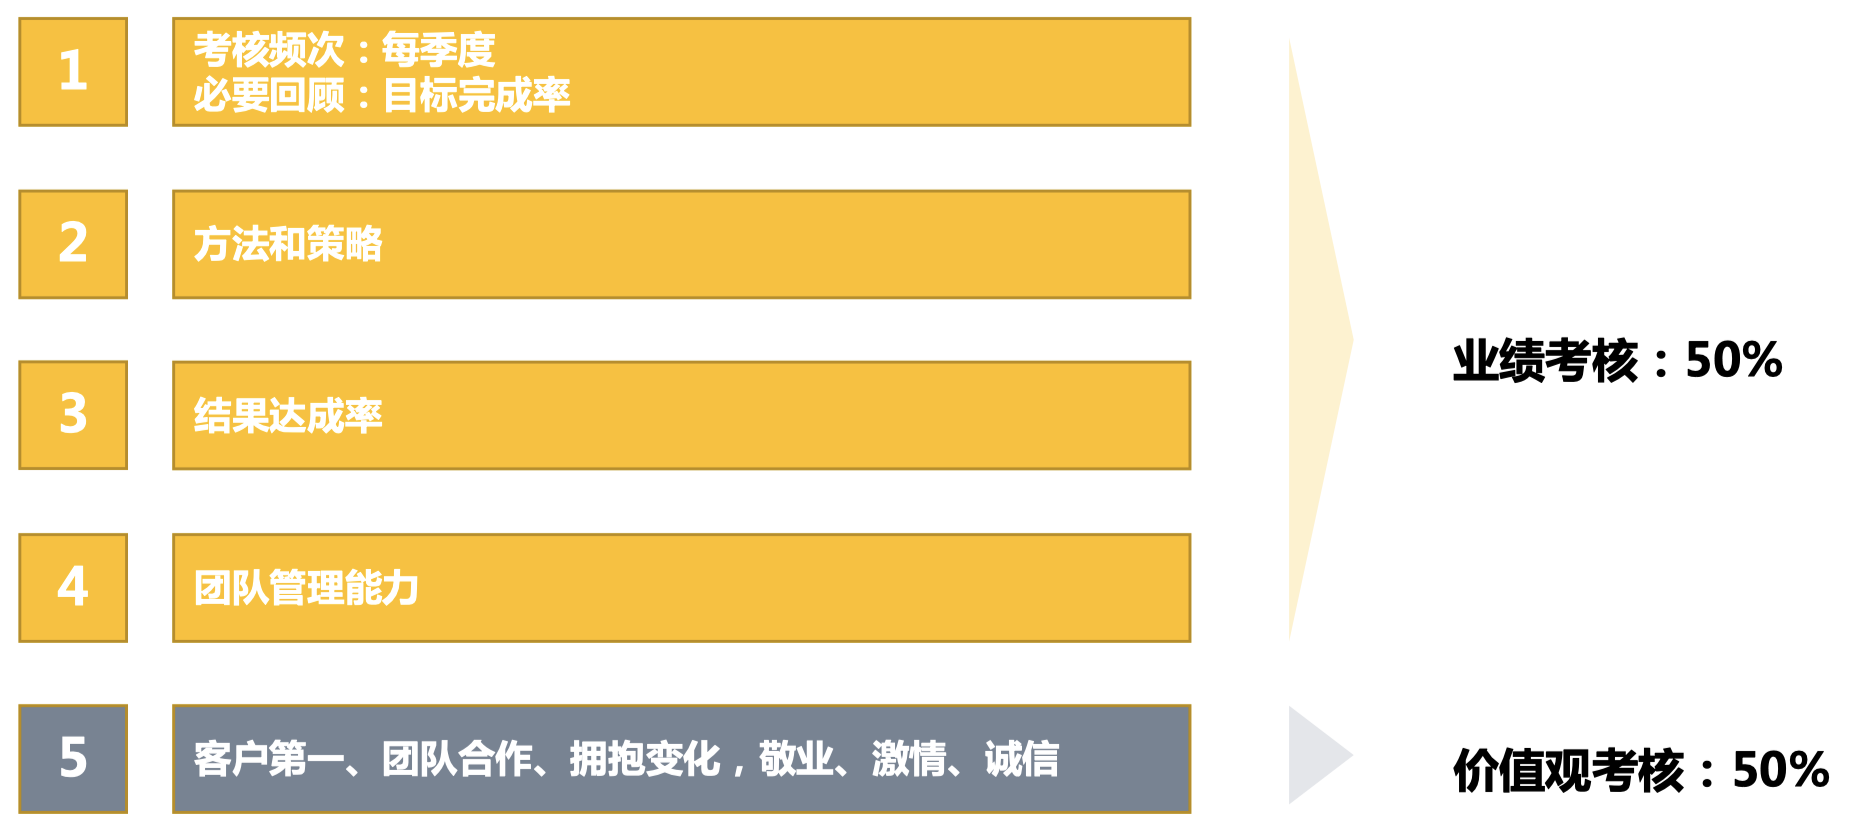 1
考核频次：每季度
必要回顾：目标完成率
2
方法和策略
3
结果达成率
4
团队管理能力
业绩考核：50%
5
客户第一、团队合作、拥抱变化，敬业、激情、诚信
价值观考核：50%